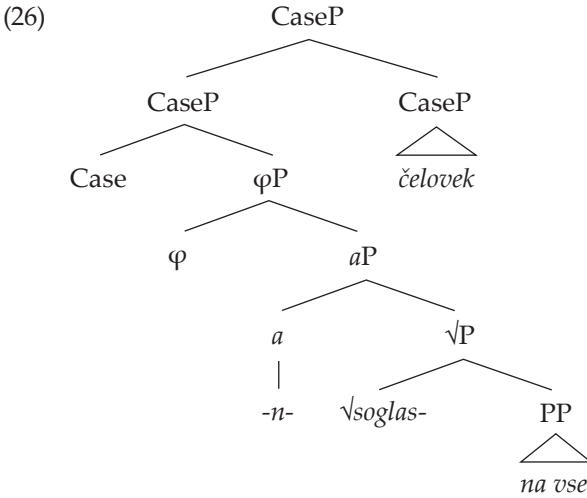 (26) CaseP
CaseP CaseP
Case φP čelovek
φ aP
a √P
-n- √soglas- PP
na vse